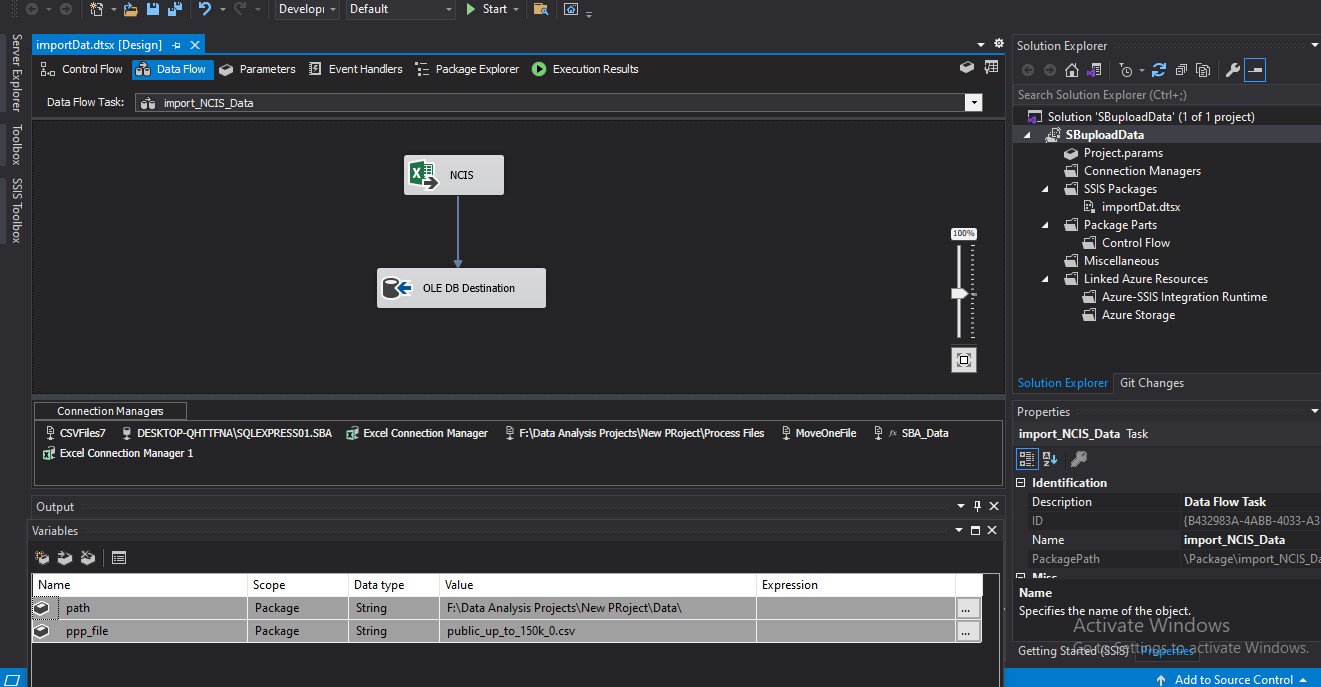 Develop
Default
Start
Server Explorer
Toolbox
SSIS Toolbox
importDat.dtsx [Design]
Control Flow
Data Flow
Parameters
Event Handlers
Package Explorer
Execution Results
Data Flow Task:
import_NCIS_Data
NCIS
OLE DB Destination
100%
Connection Managers
CSVFiles7
DESKTOP-QHTTFNA\SQLEXPRESS01.SBA
Excel Connection Manager
F:\Data Analysis Projects\New PRoject\Process Files
MoveOneFile
fx SBA_Data
Excel Connection Manager 1
Output
Variables
Name Scope Data type Value Expression
path Package String F:\Data Analysis Projects\New PRoject\Data\ ...
ppp_file Package String public_up_to_150k_0.csv ...
Solution Explorer
Search Solution Explorer (Ctrl+;)
Solution 'SBuploadData' (1 of 1 project)
SBuploadData
Project.params
Connection Managers
SSIS Packages
importDat.dtsx
Package Parts
Control Flow
Miscellaneous
Linked Azure Resources
Azure-SSIS Integration Runtime
Azure Storage
Solution Explorer
Git Changes
Properties
import_NCIS_Data Task
Identification
Description Data Flow Task
ID {B432983A-4ABB-4033-A3
Name import_NCIS_Data
PackagePath \Package\import_NCIS_Da
Misc
Name
Specifies the name of the object.
Activate Windows
Go to Settings to activate Windows.
Getting Started (SSIS)
Properties
Add to Source Control